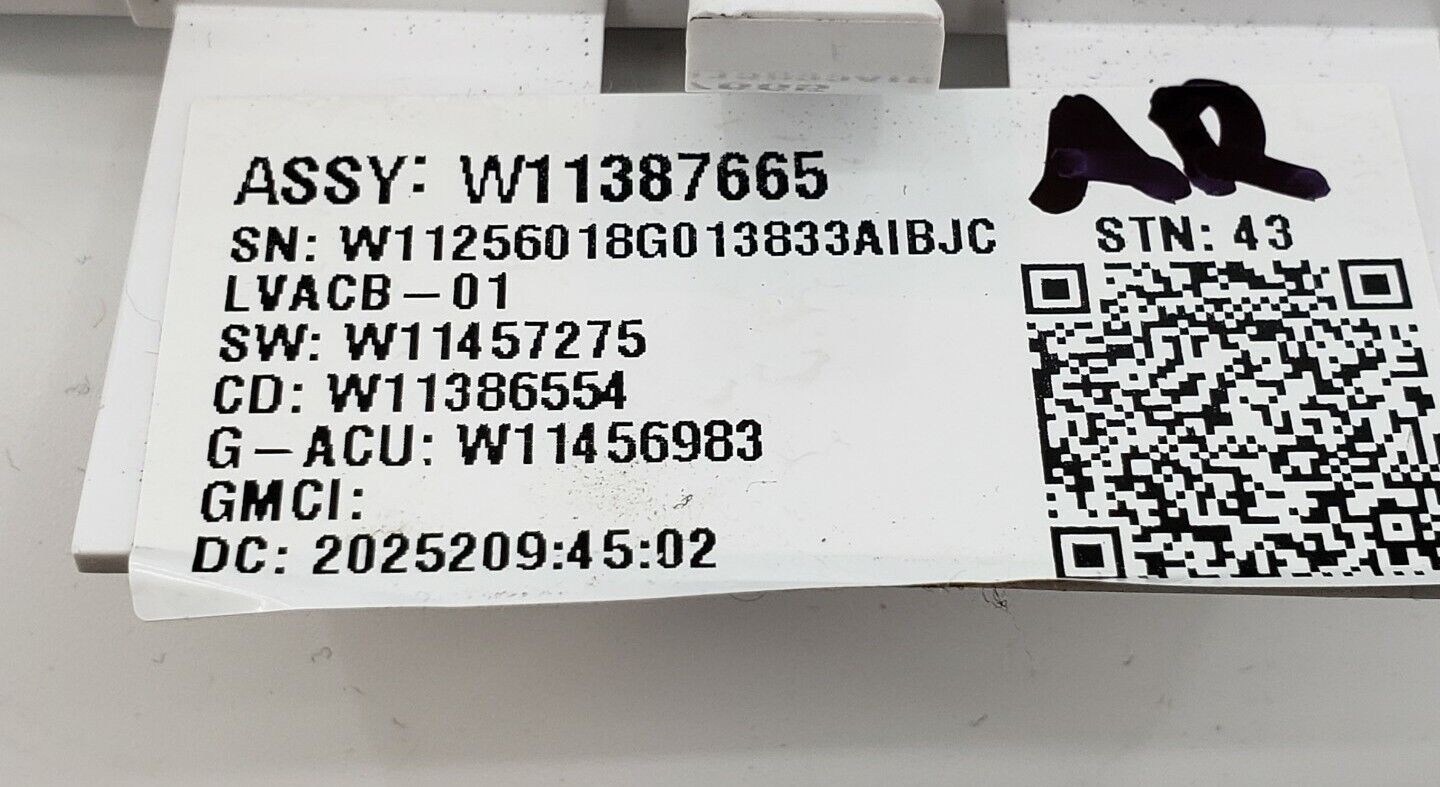 ASSY: W11387665
AR
SN: W11256018G013833AIBJC
STN: 43
LVACB-01
SW: W11457275
CD: W11386554
G-ACU: W11456983
GMCI:
DC: 2025209:45:02